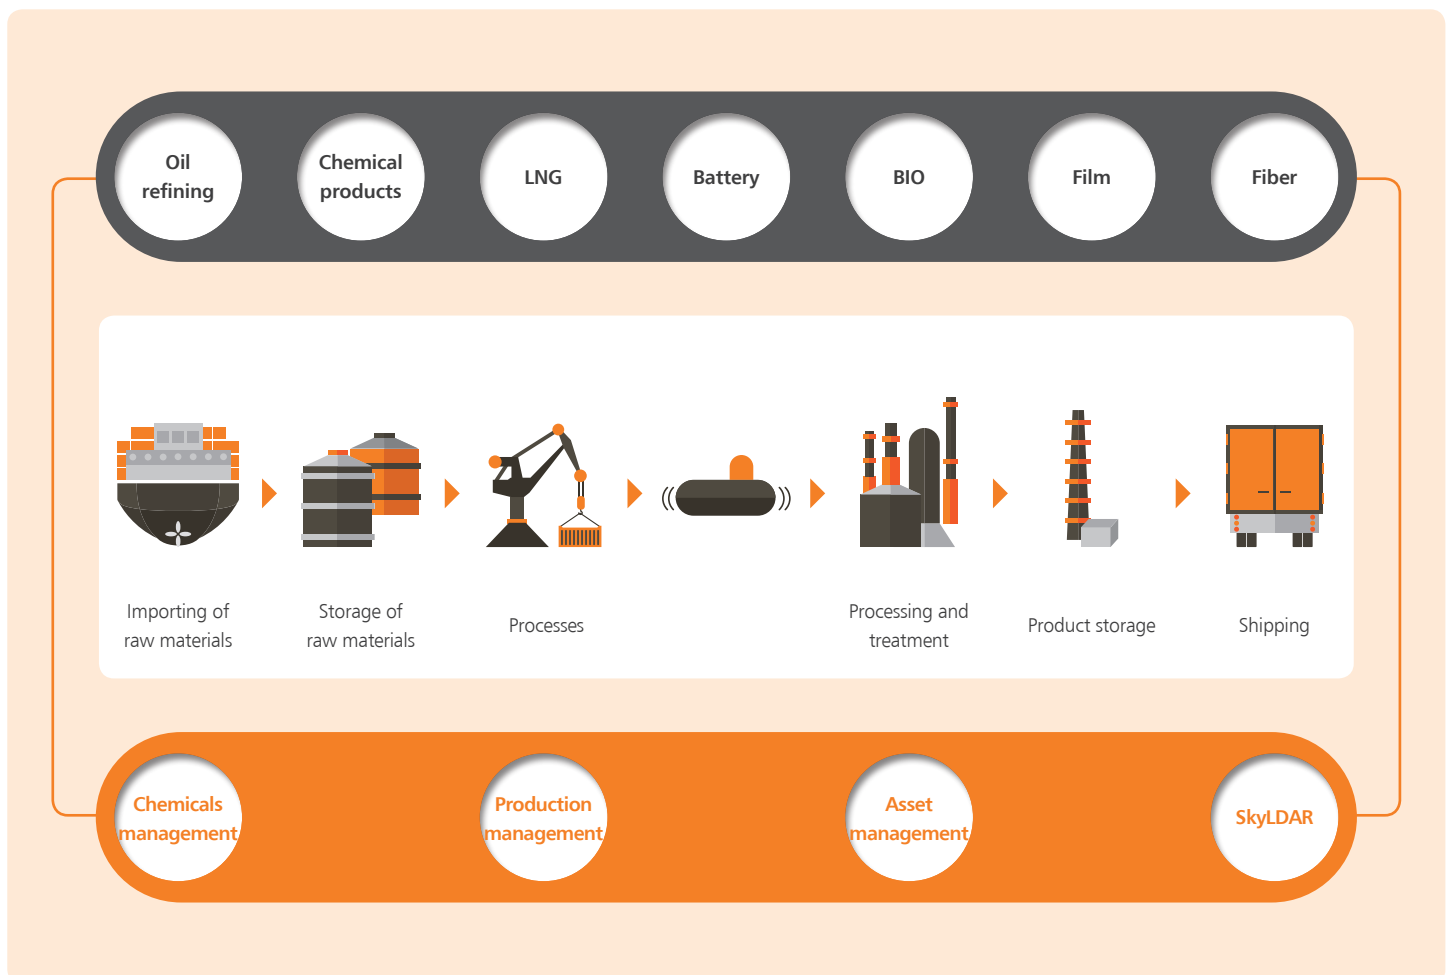 Oil
refining
Chemical
products
LNG
Battery
BIO
Film
Fiber
Importing of
raw materials
Storage of
raw materials
Processes
Processing and
treatment
Product storage
Shipping
Chemicals
management
Production
management
Asset
management
SkyLDAR